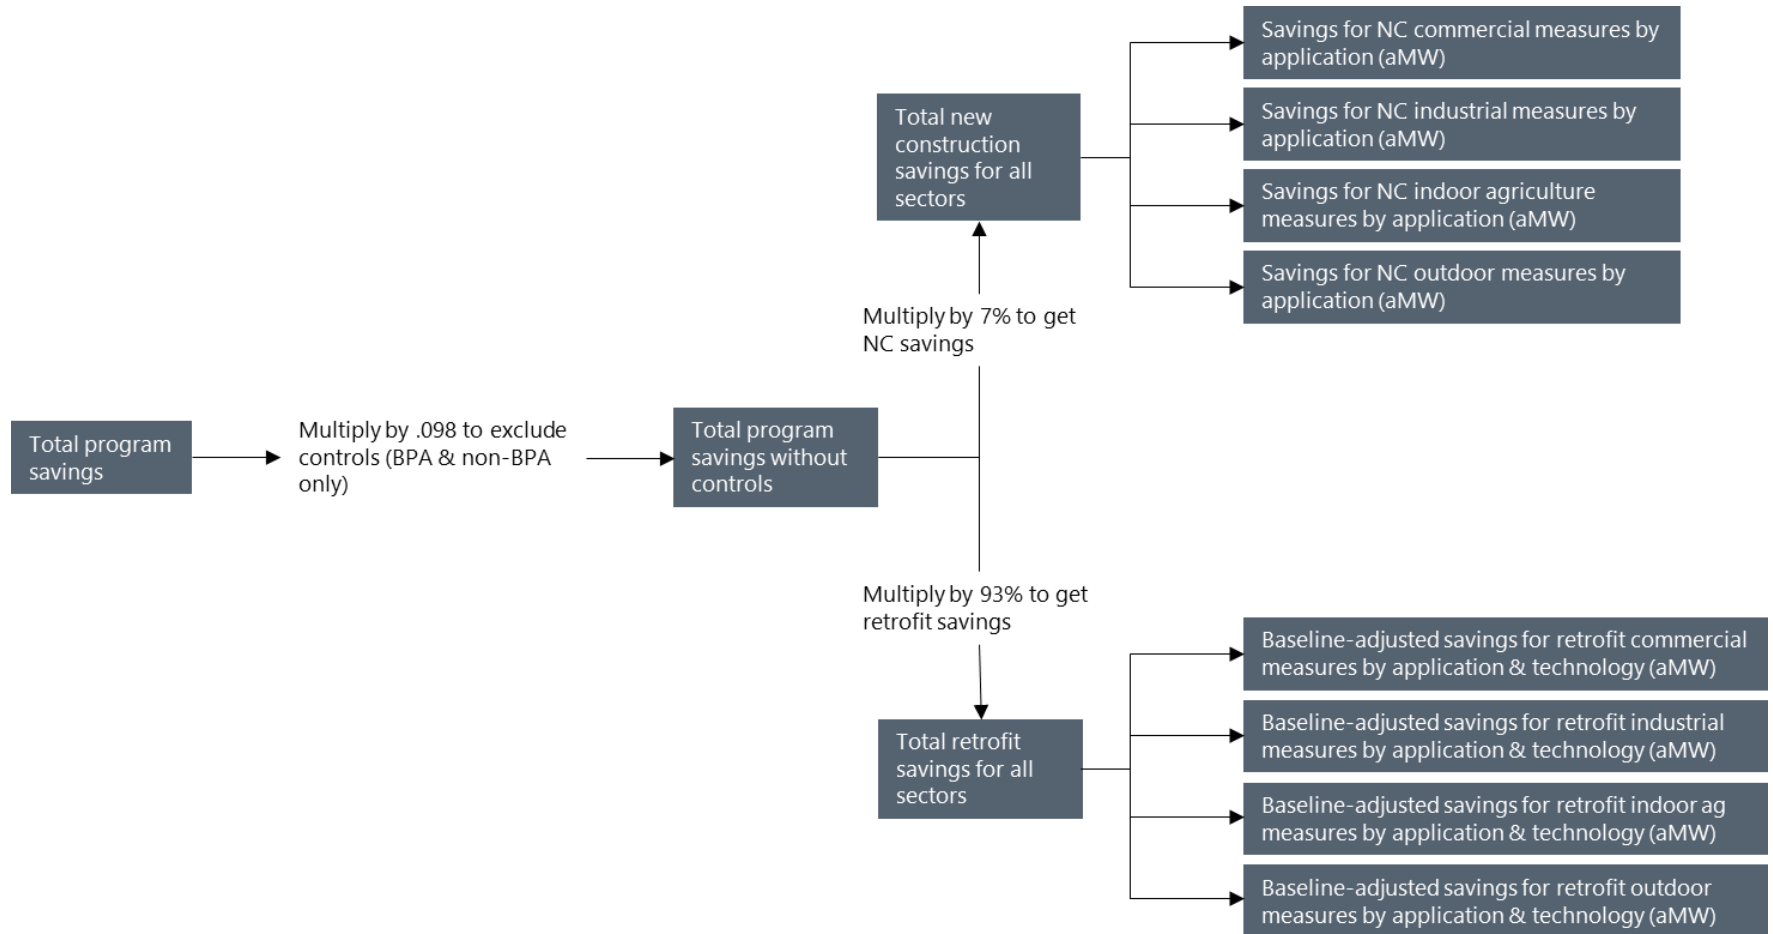 Total program
savings
Multiply by .098 to exclude
controls (BPA & non-BPA
only)
Total program
savings without
controls
Multiply by 7% to get
NC savings
Total new
construction
savings for all
sectors
Savings for NC commercial measures by
application (aMW)
Savings for NC industrial measures by
application (aMW)
Savings for NC indoor agriculture
measures by application (aMW)
Savings for NC outdoor measures by
application (aMW)
Multiply by 93% to get
retrofit savings
Total retrofit
savings for all
sectors
Baseline-adjusted savings for retrofit commercial
measures by application & technology (aMW)
Baseline-adjusted savings for retrofit industrial
measures by application & technology (aMW)
Baseline-adjusted savings for retrofit indoor ag
measures by application & technology (aMW)
Baseline-adjusted savings for retrofit outdoor
measures by application & technology (aMW)